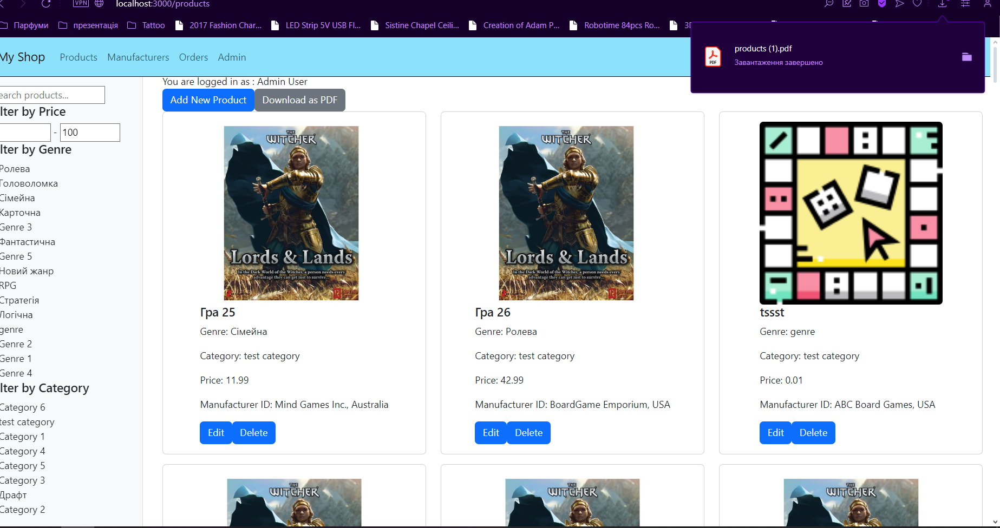 VPN localhost:3000/products
Парфуми презентація Tattoo 2017 Fashion Char... LED Strip 5V USB Fl... Sistine Chapel Ceili... Creation of Adam P... Robotime 84pcs Ro... 3D
products (1).pdf
PDF
Завантаження завершено
My Shop Products Manufacturers Orders Admin
You are logged in as : Admin User
Add New Product Download as PDF
earch products...
lter by Price
- 100
lter by Genre
Ролева
Головоломка
Сімейна
Карточна
Genre 3
Фантастична
Genre 5
Новий жанр
RPG
Стратегія
Логічна
genre
Genre 2
Genre 1
Genre 4
lter by Category
Category 6
test category
Category 1
Category 4
Category 5
Category 3
Драфт
Category 2
THE
WITCHER
Lords & Lands
In the Dark World of the Witcher, a person needs every
advantage they can get just to survive...
Гра 25
Genre: Сімейна
Category: test category
Price: 11.99
Manufacturer ID: Mind Games Inc., Australia
Edit Delete
THE
WITCHER
Lords & Lands
In the Dark World of the Witcher, a person needs every
advantage they can get just to survive...
Гра 26
Genre: Ролева
Category: test category
Price: 42.99
Manufacturer ID: BoardGame Emporium, USA
Edit Delete
tssst
Genre: genre
Category: test category
Price: 0.01
Manufacturer ID: ABC Board Games, USA
Edit Delete
THE
WITCHER
THE
WITCHER
THE
WITCHER